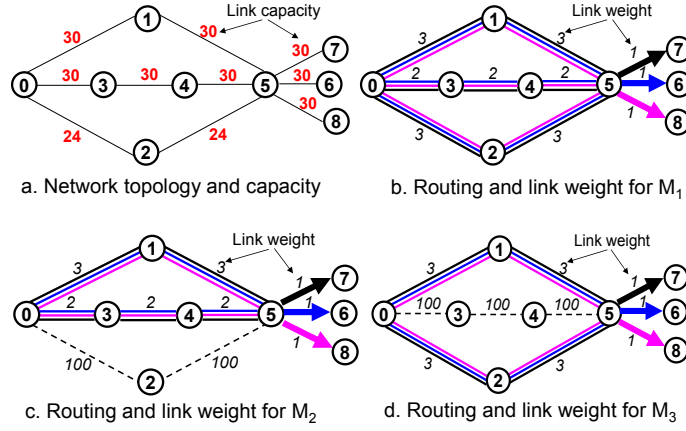 Link capacity
30 30 30
30 30 30 30
24 24 30
0 1 2 3 4 5 6 7 8
a. Network topology and capacity
Link weight
3 3 1
2 2 2 1
3 3 1
0 1 2 3 4 5 6 7 8
b. Routing and link weight for M1
Link weight
3 3 1
2 2 2 1
100 100 1
0 1 2 3 4 5 6 7 8
c. Routing and link weight for M2
Link weight
3 3 1
100 100 100 1
3 3 1
0 1 2 3 4 5 6 7 8
d. Routing and link weight for M3